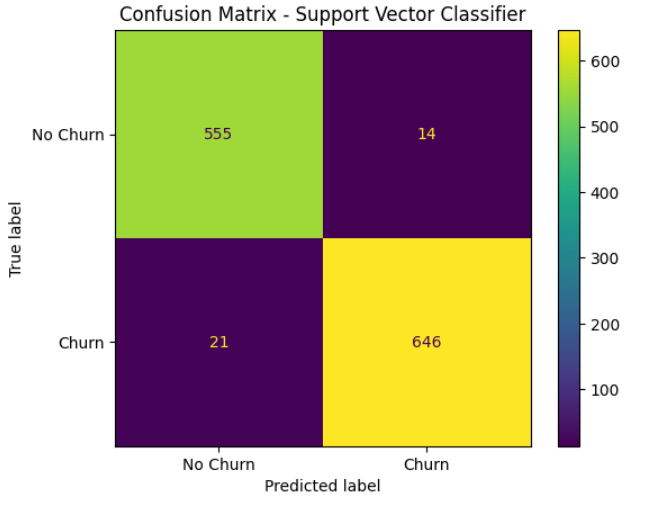 Confusion Matrix - Support Vector Classifier
No Churn
555
14
Churn
21
646
No Churn
Churn
Predicted label
True label
600
500
400
300
200
100